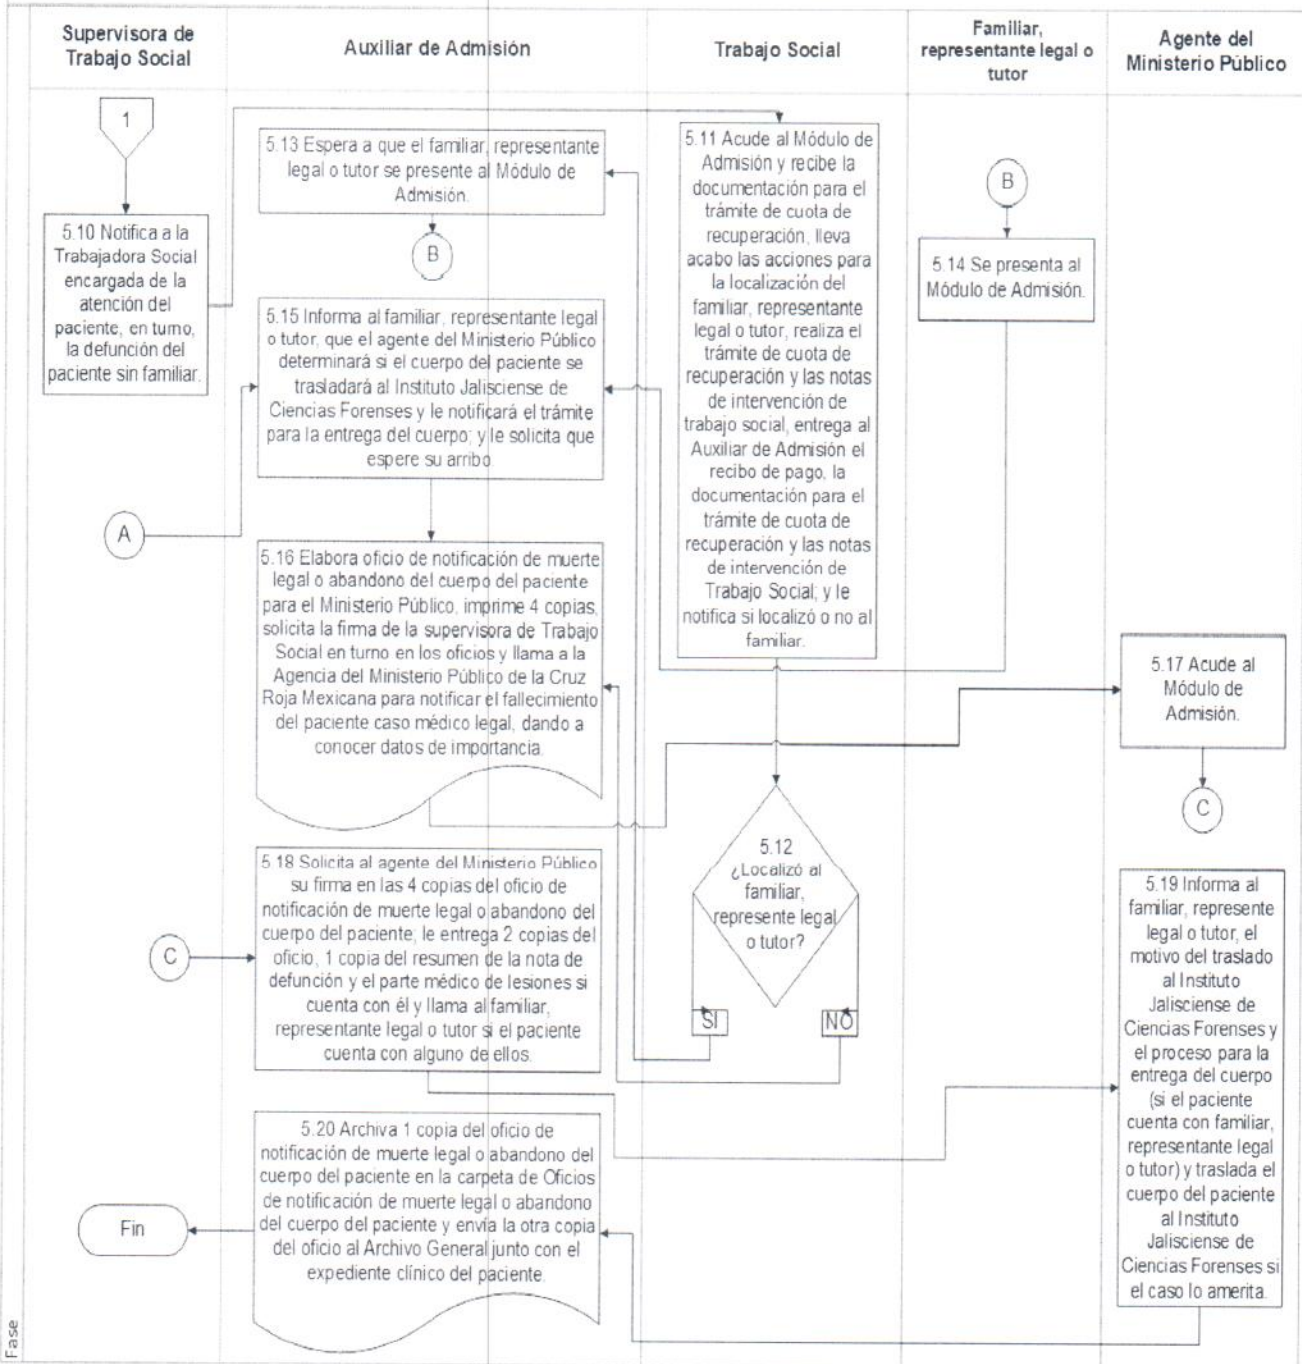 Supervisora de
Trabajo Social
Auxiliar de Admisión
Trabajo Social
Familiar,
representante legal o
tutor
Agente del
Ministerio Público
1
5.10 Notifica a la
Trabajadora Social
encargada de la
atención del
paciente, en turno,
la defunción del
paciente sin familiar.
5.11 Acude al Módulo de
Admisión y recibe la
documentación para el
trámite de cuota de
recuperación, lleva
acabo las acciones para
la localización del
familiar, representante
legal o tutor, realiza el
trámite de cuota de
recuperación y las notas
de intervención de
trabajo social, entrega al
Auxiliar de Admisión el
recibo de pago, la
documentación para el
trámite de cuota de
recuperación y las notas
de intervención de
Trabajo Social; y le
notifica si localizó o no al
familiar.
5.12
¿Localizó al
familiar,
represente legal
o tutor?
SI
NO
5.13 Espera a que el familiar, representante
legal o tutor se presente al Módulo de
Admisión.
B
B
5.14 Se presenta al
Módulo de Admisión.
A
5.15 Informa al familiar, representante legal
o tutor, que el agente del Ministerio Público
determinará si el cuerpo del paciente se
trasladará al Instituto Jalisciense de
Ciencias Forenses y le notificará el trámite
para la entrega del cuerpo; y le solicita que
espere su arribo.
5.16 Elabora oficio de notificación de muerte
legal o abandono del cuerpo del paciente
para el Ministerio Público, imprime 4 copias,
solicita la firma de la supervisora de Trabajo
Social en turno en los oficios y llama a la
Agencia del Ministerio Público de la Cruz
Roja Mexicana para notificar el fallecimiento
del paciente caso médico legal, dando a
conocer datos de importancia.
5.17 Acude al
Módulo de
Admisión.
C
C
5.18 Solicita al agente del Ministerio Público
su firma en las 4 copias del oficio de
notificación de muerte legal o abandono del
cuerpo del paciente; le entrega 2 copias del
oficio, 1 copia del resumen de la nota de
defunción y el parte médico de lesiones si
cuenta con él y llama al familiar,
representante legal o tutor si el paciente
cuenta con alguno de ellos.
5.19 Informa al
familiar, represente
legal o tutor, el
motivo del traslado
al Instituto
Jalisciense de
Ciencias Forenses y
el proceso para la
entrega del cuerpo
(si el paciente
cuenta con familiar,
representante legal
o tutor) y traslada el
cuerpo del paciente
al Instituto
Jalisciense de
Ciencias Forenses si
el caso lo amerita.
5.20 Archiva 1 copia del oficio de
notificación de muerte legal o abandono del
cuerpo del paciente en la carpeta de Oficios
de notificación de muerte legal o abandono
del cuerpo del paciente y envía la otra copia
del oficio al Archivo General junto con el
expediente clínico del paciente.
Fin
Fase